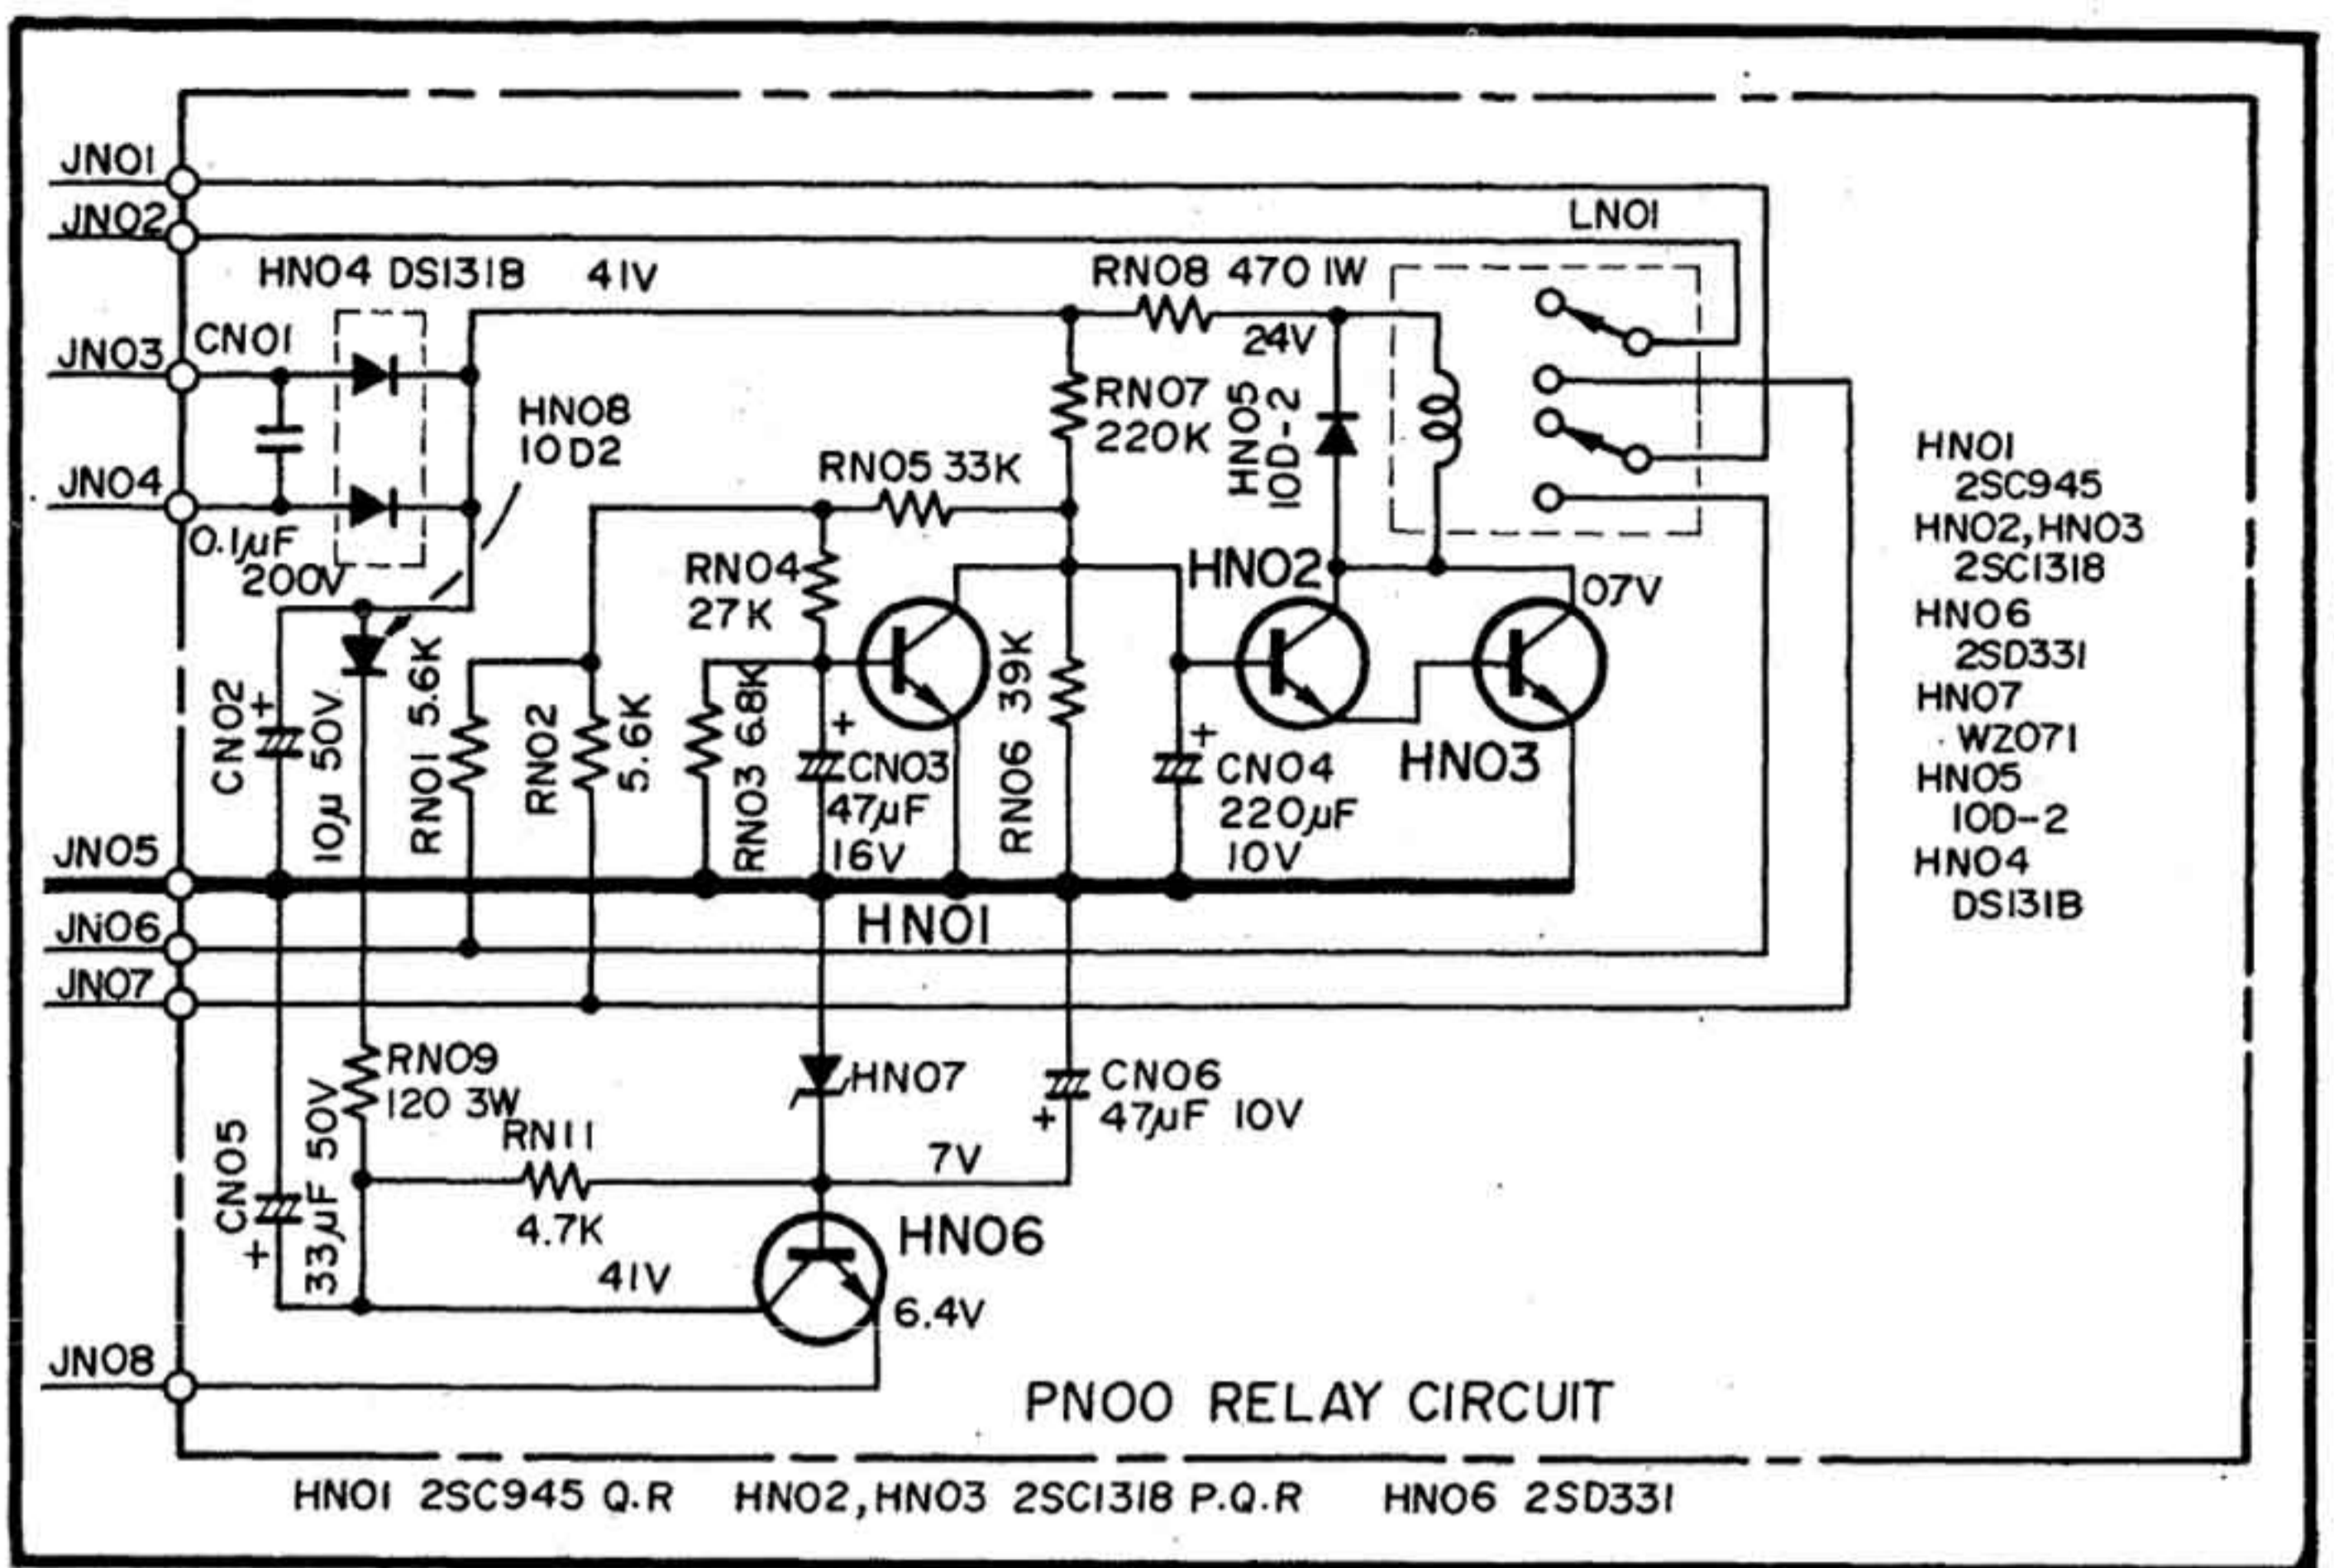 JN01
JN02
LN01
HN04 DS131B 41V
RN08 470 1W
24V
CN01
JN03
HN08
10D2
RN07
220K
HN05
10D-2
RN05 33K
JN04
0.1µF
200V
RN04
27K
HN02
07V
CN02
+
10µ 50V
RN01 5.6K
RN02
5.6K
RN03 68K
+
CN03
47µF
16V
RN06 39K
+
CN04
220µF
10V
HN03
HN01
2SC945
HN02,HN03
2SC1318
HN06
2SD331
HN07
WZ071
HN05
10D-2
HN04
DS131B
JN05
HN01
JN06
JN07
RN09
120 3W
HN07
CN06
47µF 10V
+
RN11
4.7K
7V
CN05
+
33µF 50V
41V
HN06
6.4V
JN08
PN00 RELAY CIRCUIT
HN01 2SC945 Q.R HN02,HN03 2SC1318 P.Q.R HN06 2SD331